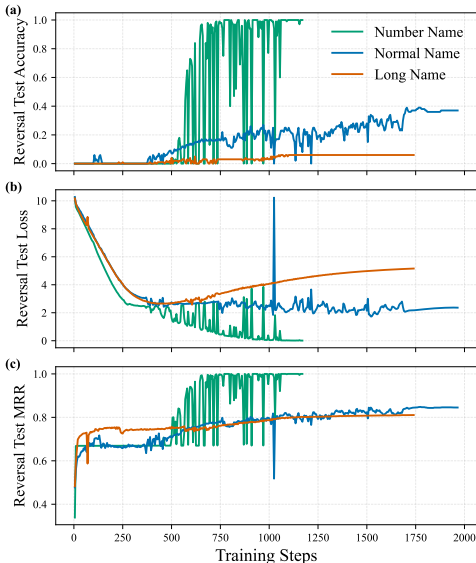 (a)
Reversal Test Accuracy
1.0
0.8
0.6
0.4
0.2
0.0
Number Name
Normal Name
Long Name
(b)
Reversal Test Loss
10
8
6
4
2
0
(c)
Reversal Test MRR
1.0
0.8
0.6
0.4
0 250 500 750 1000 1250 1500 1750 2000
Training Steps